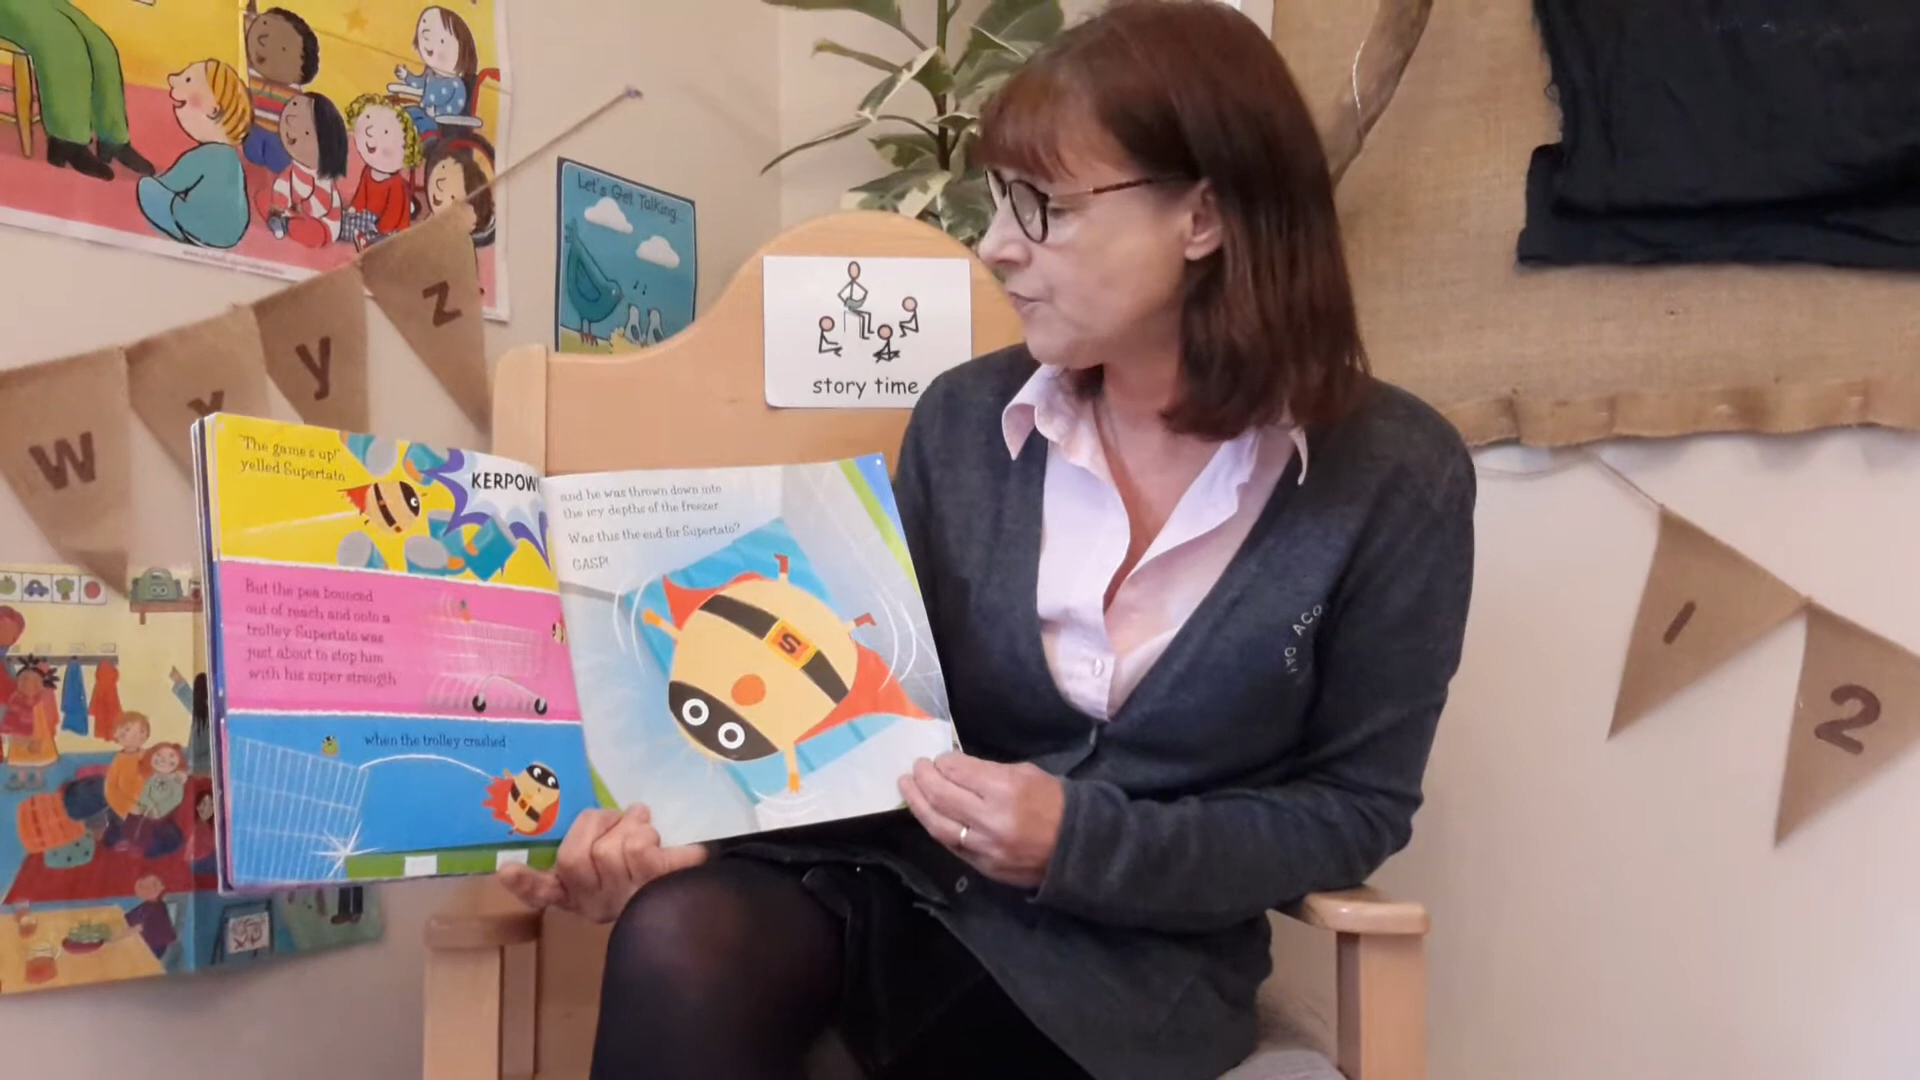 Let's Get Talking
story time
w
x
y
z
"The game's up!"
yelled Supertato
KERPOW!
But the pea bounced
out of reach and onto a
trolley Supertato was
just about to stop him
with his super strength
when the trolley crashed
and he was thrown down into
the icy depths of the freezer
Was this the end for Supertato?
GASP!
S
1
2